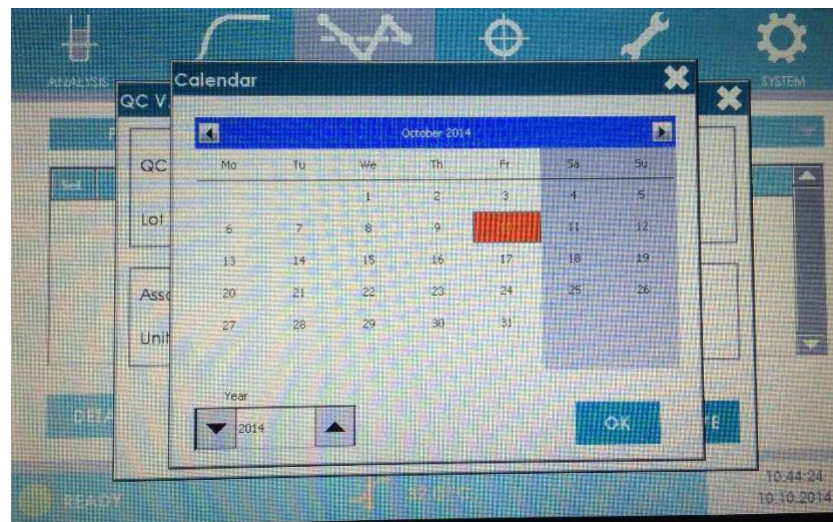 ANALYSIS
SYSTEM
Calendar
QC V
October 2014
QC
Mo Tu We Th Fr Sa Su
1 2 3 4 5
Lot
6 7 8 9 10 11 12
13 14 15 16 17 18 19
Asso
20 21 22 23 24 25 26
Unit
27 28 29 30 31
Year
2014
OK
READY
10:44:24
10.10.2014